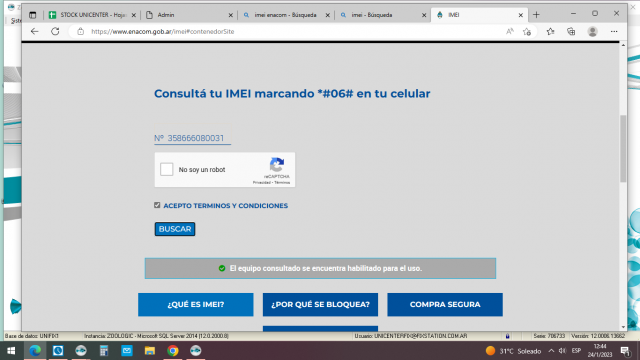 STOCK UNICENTER - Hoja
Admin
imei enacom - Búsqueda
imei - Búsqueda
IMEI
https://www.enacom.gob.ar/imei#contenedorSite
Consultá tu IMEI marcando *#06# en tu celular
Nº 358666080031
No soy un robot
reCAPTCHA
Privacidad - Términos
ACEPTO TERMINOS Y CONDICIONES
BUSCAR
El equipo consultado se encuentra habilitado para el uso.
¿QUÉ ES IMEI?
¿POR QUÉ SE BLOQUEA?
COMPRA SEGURA
Base de datos: UNIFIX1
Instancia: ZOOLOGIC - Microsoft SQL Server 2014 (12.0.2000.8)
Usuario: UNICENTERFIX@IFIXSTATION.COM.AR
Serie: 706733
Versión: 12.0006.13662
31°C Soleado
ESP
12:44
24/1/2023